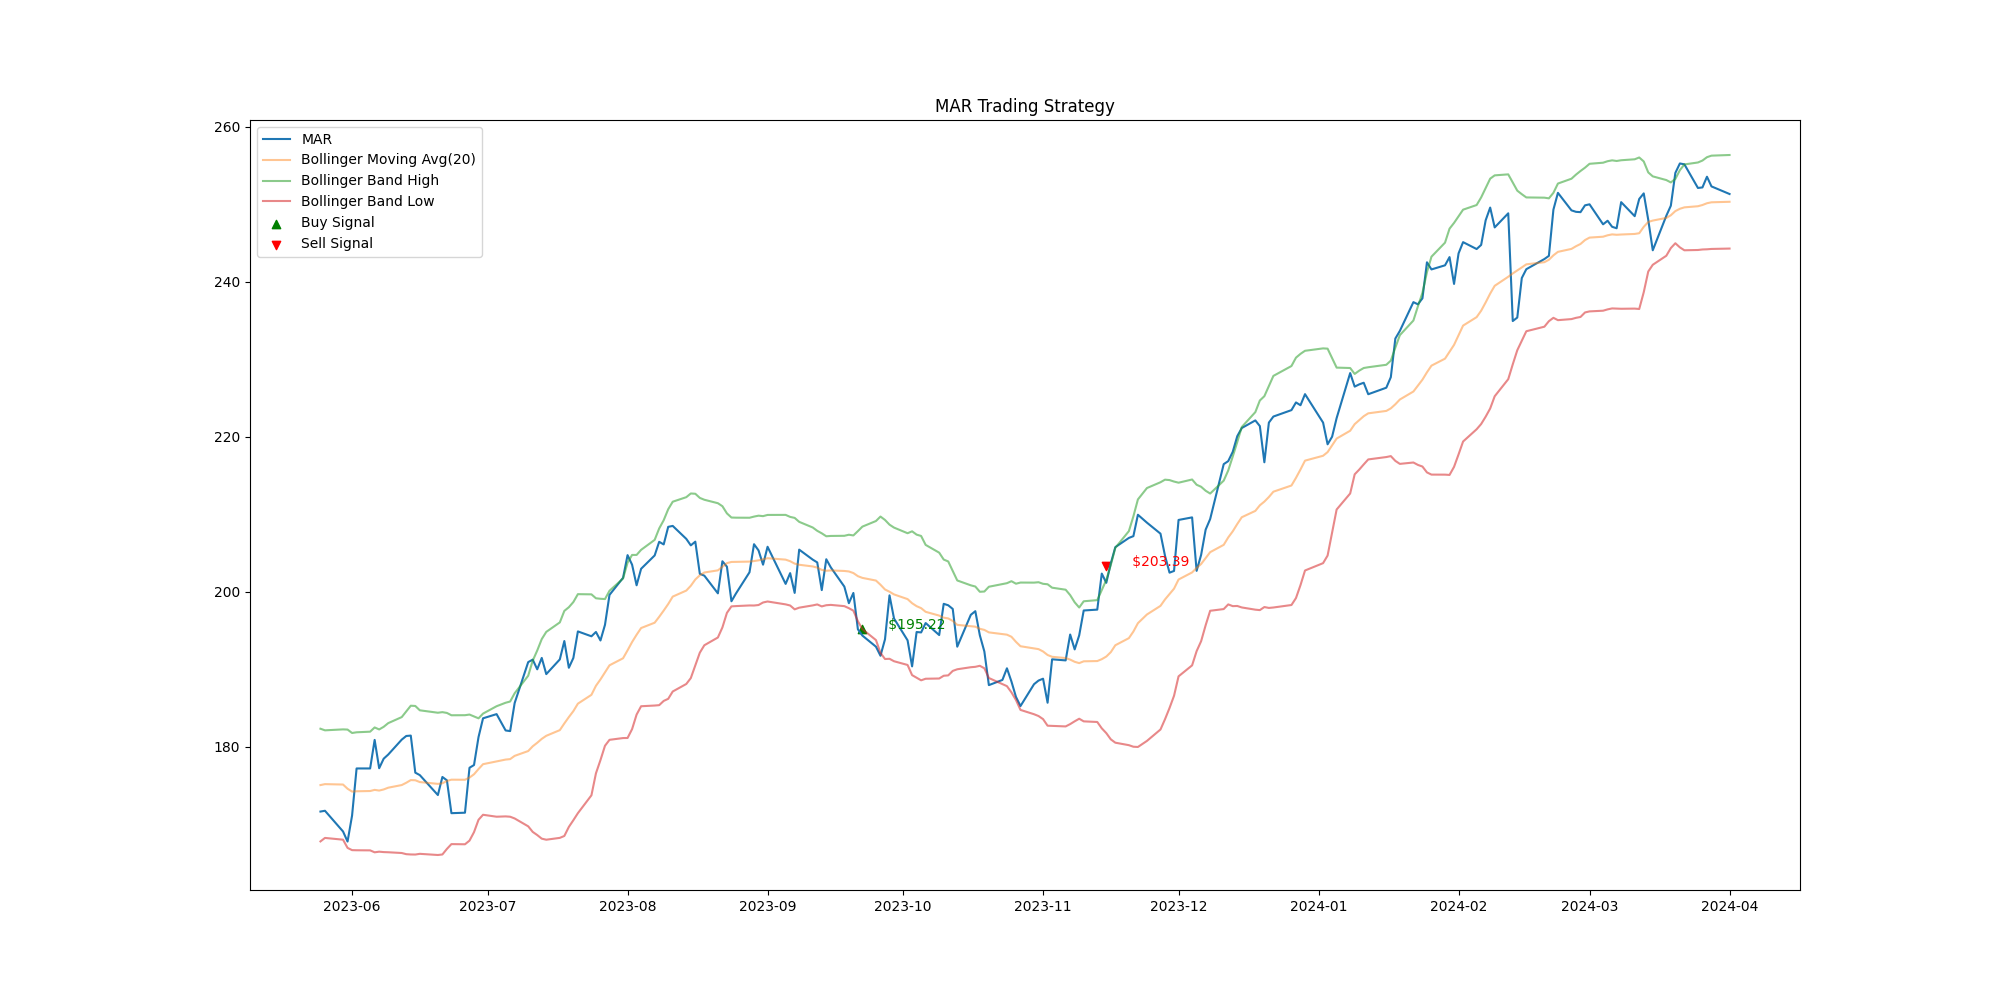 MAR Trading Strategy
260
240
220
200
180
MAR
Bollinger Moving Avg(20)
Bollinger Band High
Bollinger Band Low
Buy Signal
Sell Signal
$203.39
$195.22
2023-06 2023-07 2023-08 2023-09 2023-10 2023-11 2023-12 2024-01 2024-02 2024-03 2024-04